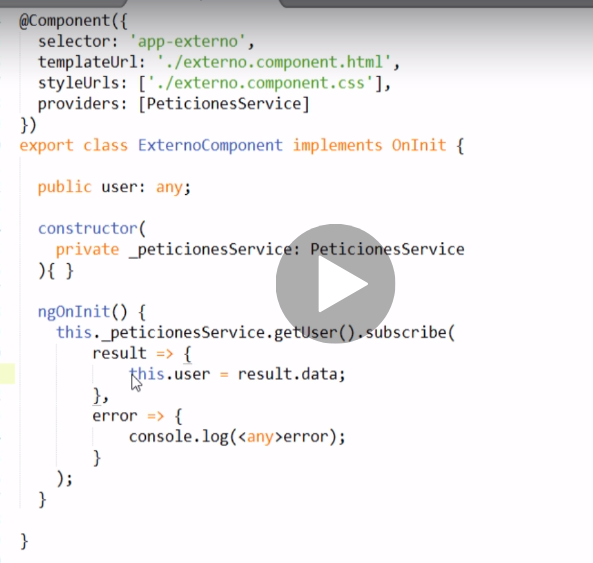 @Component({
  selector: 'app-externo',
  templateUrl: './externo.component.html',
  styleUrls: ['./externo.component.css'],
  providers: [PeticionesService]
})
export class ExternoComponent implements OnInit {
  public user: any;
  constructor(
    private _peticionesService: PeticionesService
  ){ }
  ngOnInit() {
    this._peticionesService.getUser().subscribe(
        result => {
            this.user = result.data;
        },
        error => {
            console.log(<any>error);
        }
    );
  }
}